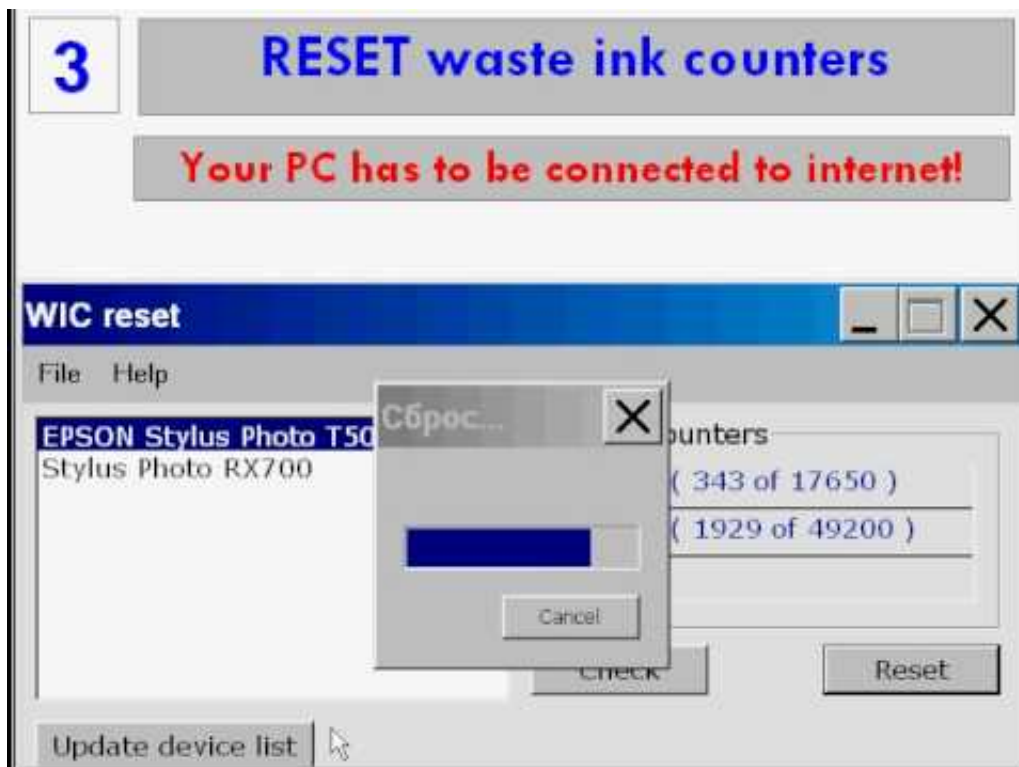 3
RESET waste ink counters
Your PC has to be connected to internet!
WIC reset
File Help
Сброс...
EPSON Stylus Photo T50
Stylus Photo RX700
( 343 of 17650 )
( 1929 of 49200 )
Cancel
Check
Reset
Update device list